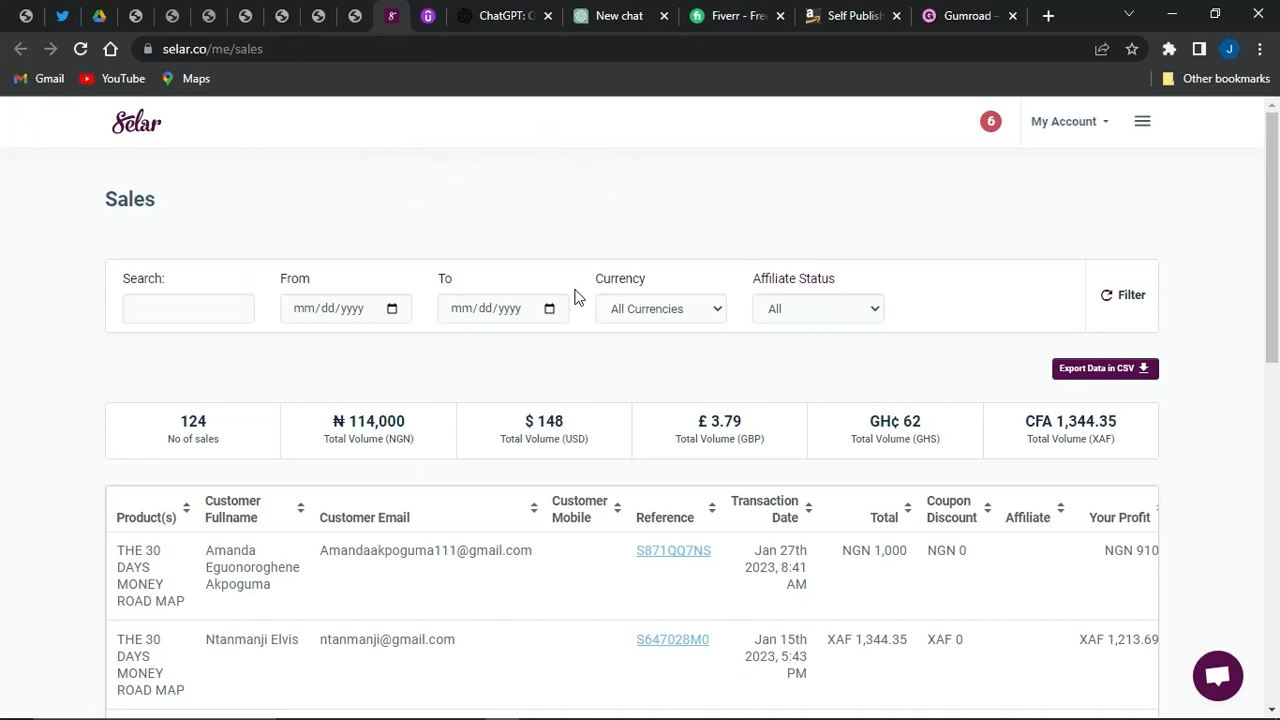 ChatGPT: O
New chat
Fiverr - Fre
Self Publish
Gumroad –
selar.co/me/sales
J
Gmail
YouTube
Maps
Other bookmarks
Selar
6
My Account
Sales
Search:
From
To
Currency
Affiliate Status
mm/dd/yyyy
mm/dd/yyyy
All Currencies
All
Filter
Export Data in CSV
124
₦ 114,000
$ 148
£ 3.79
GH¢ 62
CFA 1,344.35
No of sales
Total Volume (NGN)
Total Volume (USD)
Total Volume (GBP)
Total Volume (GHS)
Total Volume (XAF)
Product(s)
Customer
Fullname
Customer Email
Customer
Mobile
Reference
Transaction
Date
Total
Coupon
Discount
Affiliate
Your Profit
THE 30
DAYS
MONEY
ROAD MAP
Amanda
Eguonoroghene
Akpoguma
Amandaakpoguma111@gmail.com
S871QQ7NS
Jan 27th
2023, 8:41
AM
NGN 1,000
NGN 0
NGN 910
THE 30
DAYS
MONEY
ROAD MAP
Ntanmanji Elvis
ntanmanji@gmail.com
S647028M0
Jan 15th
2023, 5:43
PM
XAF 1,344.35
XAF 0
XAF 1,213.69